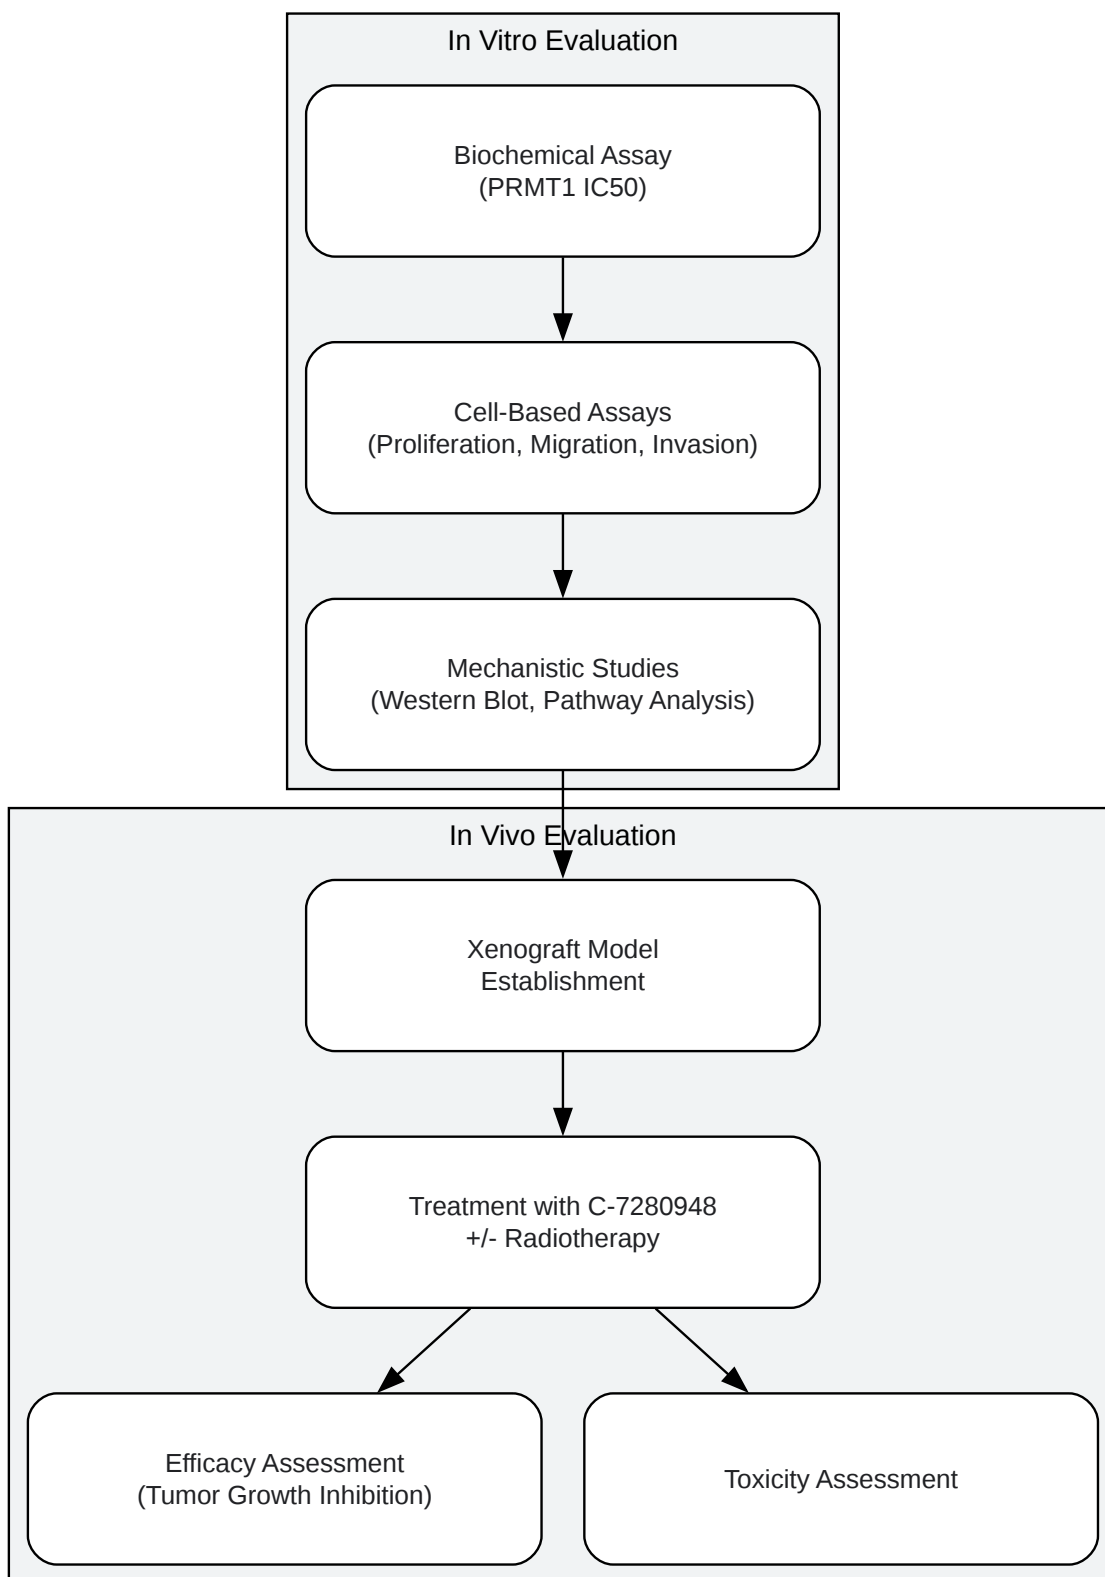 In Vitro Evaluation
Biochemical Assay
(PRMT1 IC50)
Cell-Based Assays
(Proliferation, Migration, Invasion)
Mechanistic Studies
(Western Blot, Pathway Analysis)
In Vivo Evaluation
Xenograft Model
Establishment
Treatment with C-7280948
+/- Radiotherapy
Efficacy Assessment
(Tumor Growth Inhibition)
Toxicity Assessment